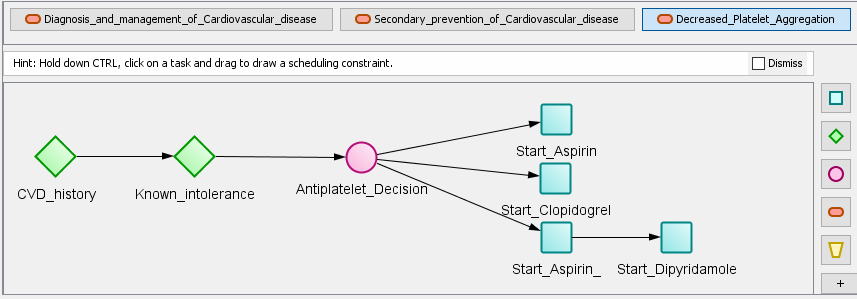 Diagnosis_and_management_of_Cardiovascular_disease
Secondary_prevention_of_Cardiovascular_disease
Decreased_Platelet_Aggregation
Hint: Hold down CTRL, click on a task and drag to draw a scheduling constraint.
Dismiss
CVD_history
Known_intolerance
Antiplatelet_Decision
Start_Aspirin
Start_Clopidogrel
Start_Aspirin_
Start_Dipyridamole
+